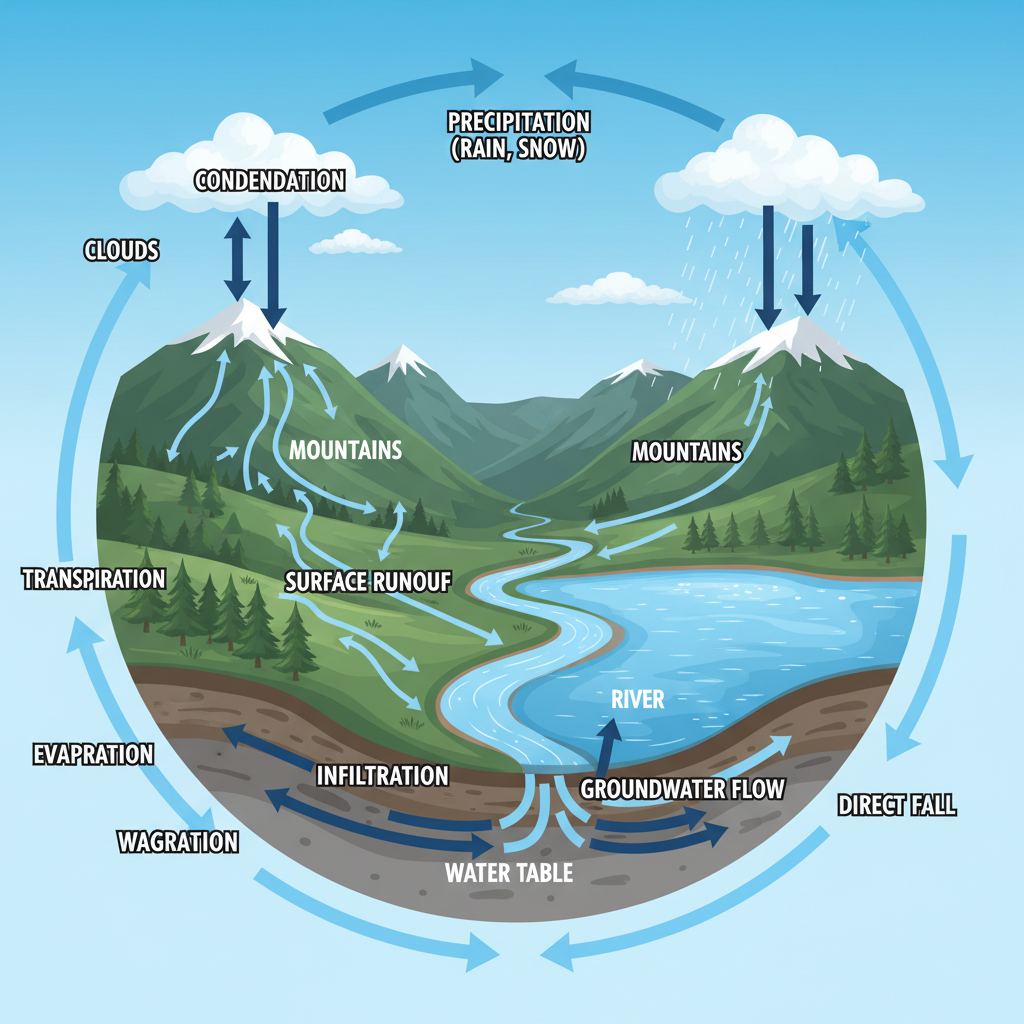 PRECIPITATION
(RAIN, SNOW)
CONDENDATION
CLOUDS
MOUNTAINS
MOUNTAINS
TRANSPIRATION
SURFACE RUNOUF
RIVER
EVAPRATION
INFILTRATION
GROUNDWATER FLOW
DIRECT FALL
WAGRATION
WATER TABLE